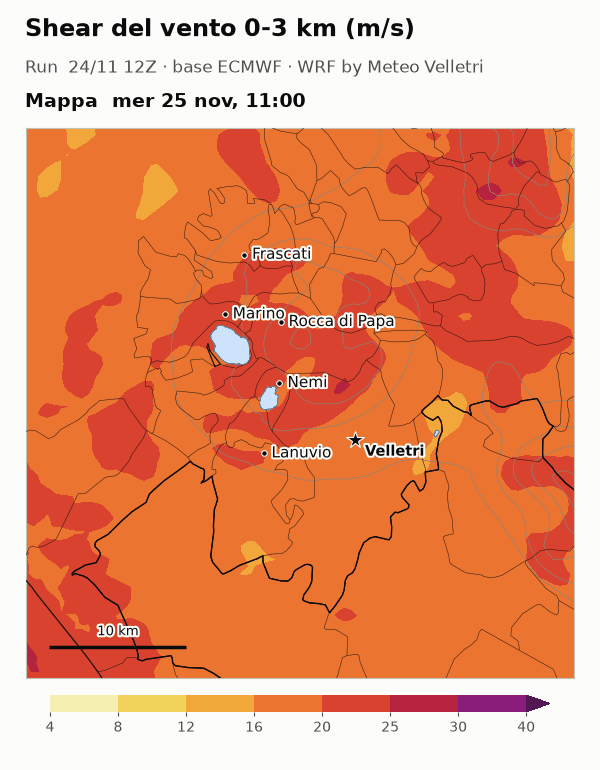 Shear del vento 0-3 km (m/s)
Run  24/11 12Z · base ECMWF · WRF by Meteo Velletri
Mappa  mer 25 nov, 11:00
Frascati
Marino
Rocca di Papa
Nemi
Velletri
Lanuvio
10 km
4 8 12 16 20 25 30 40